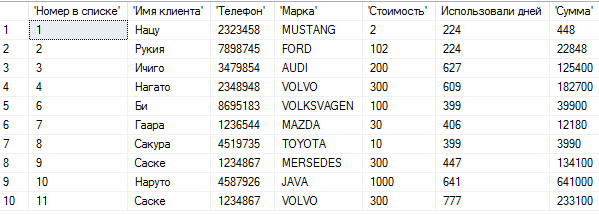 'Номер в списке' 'Имя клиента' 'Телефон' 'Марка' 'Стоимость' Использовали дней 'Сумма'
1 1 Нацу 2323458 MUSTANG 2 224 448
2 2 Рукия 7898745 FORD 102 224 22848
3 3 Ичиго 3479854 AUDI 200 627 125400
4 4 Нагато 2348948 VOLVO 300 609 182700
5 6 Би 8695183 VOLKSVAGEN 100 399 39900
6 7 Гаара 1236544 MAZDA 30 406 12180
7 8 Сакура 4519735 TOYOTA 10 399 3990
8 9 Саске 1234867 MERSEDES 300 447 134100
9 10 Наруто 4587926 JAVA 1000 641 641000
10 11 Саске 1234867 VOLVO 300 777 233100